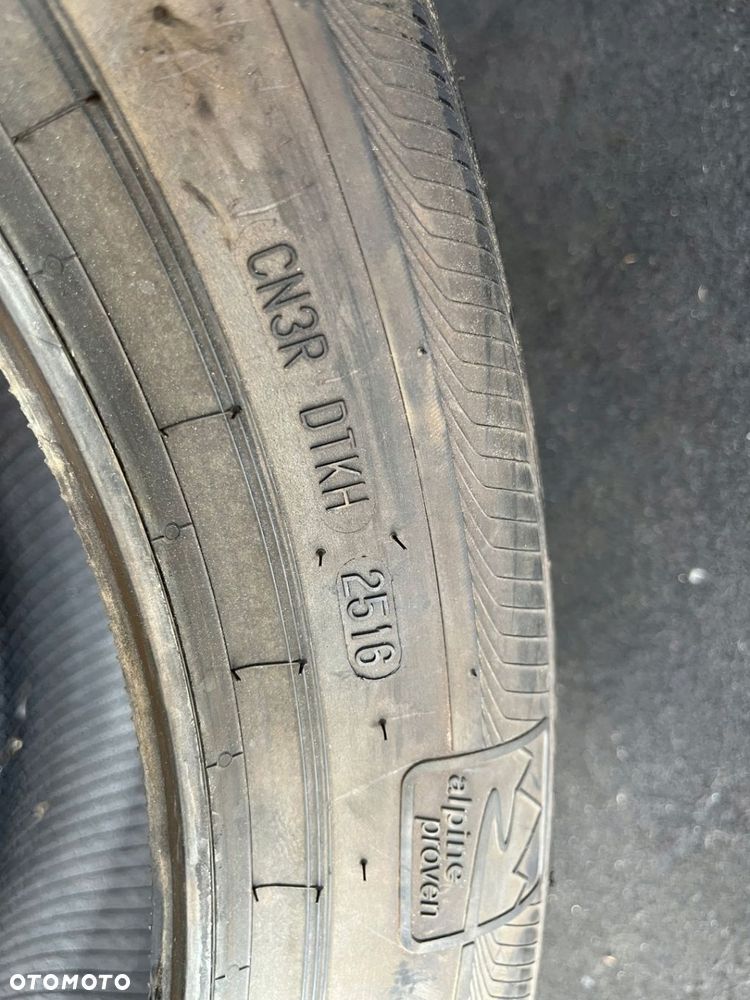 CN3R DTKH 2516
alpine
proven
OTOMOTO